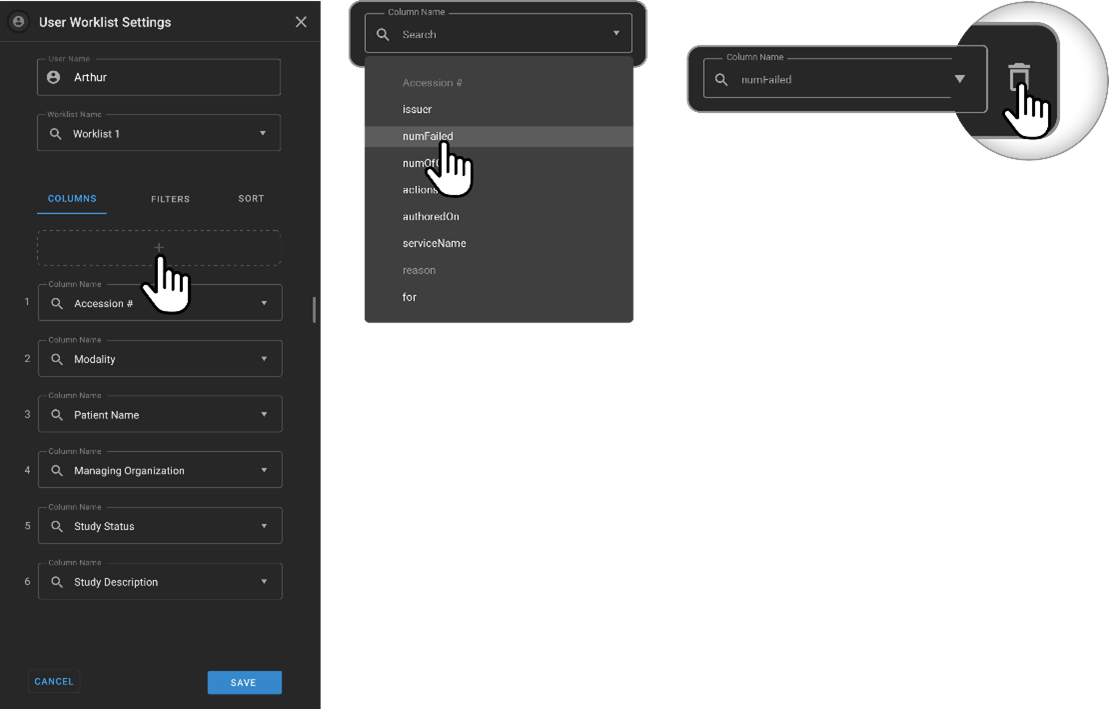 User Worklist Settings
User Name
Arthur
Worklist Name
Worklist 1
COLUMNS
FILTERS
SORT
1
Column Name
Accession #
2
Column Name
Modality
3
Column Name
Patient Name
4
Column Name
Managing Organization
5
Column Name
Study Status
6
Column Name
Study Description
CANCEL
SAVE
Column Name
Search
Accession #
issuer
numFailed
actions
authoredOn
serviceName
reason
for
Column Name
numFailed